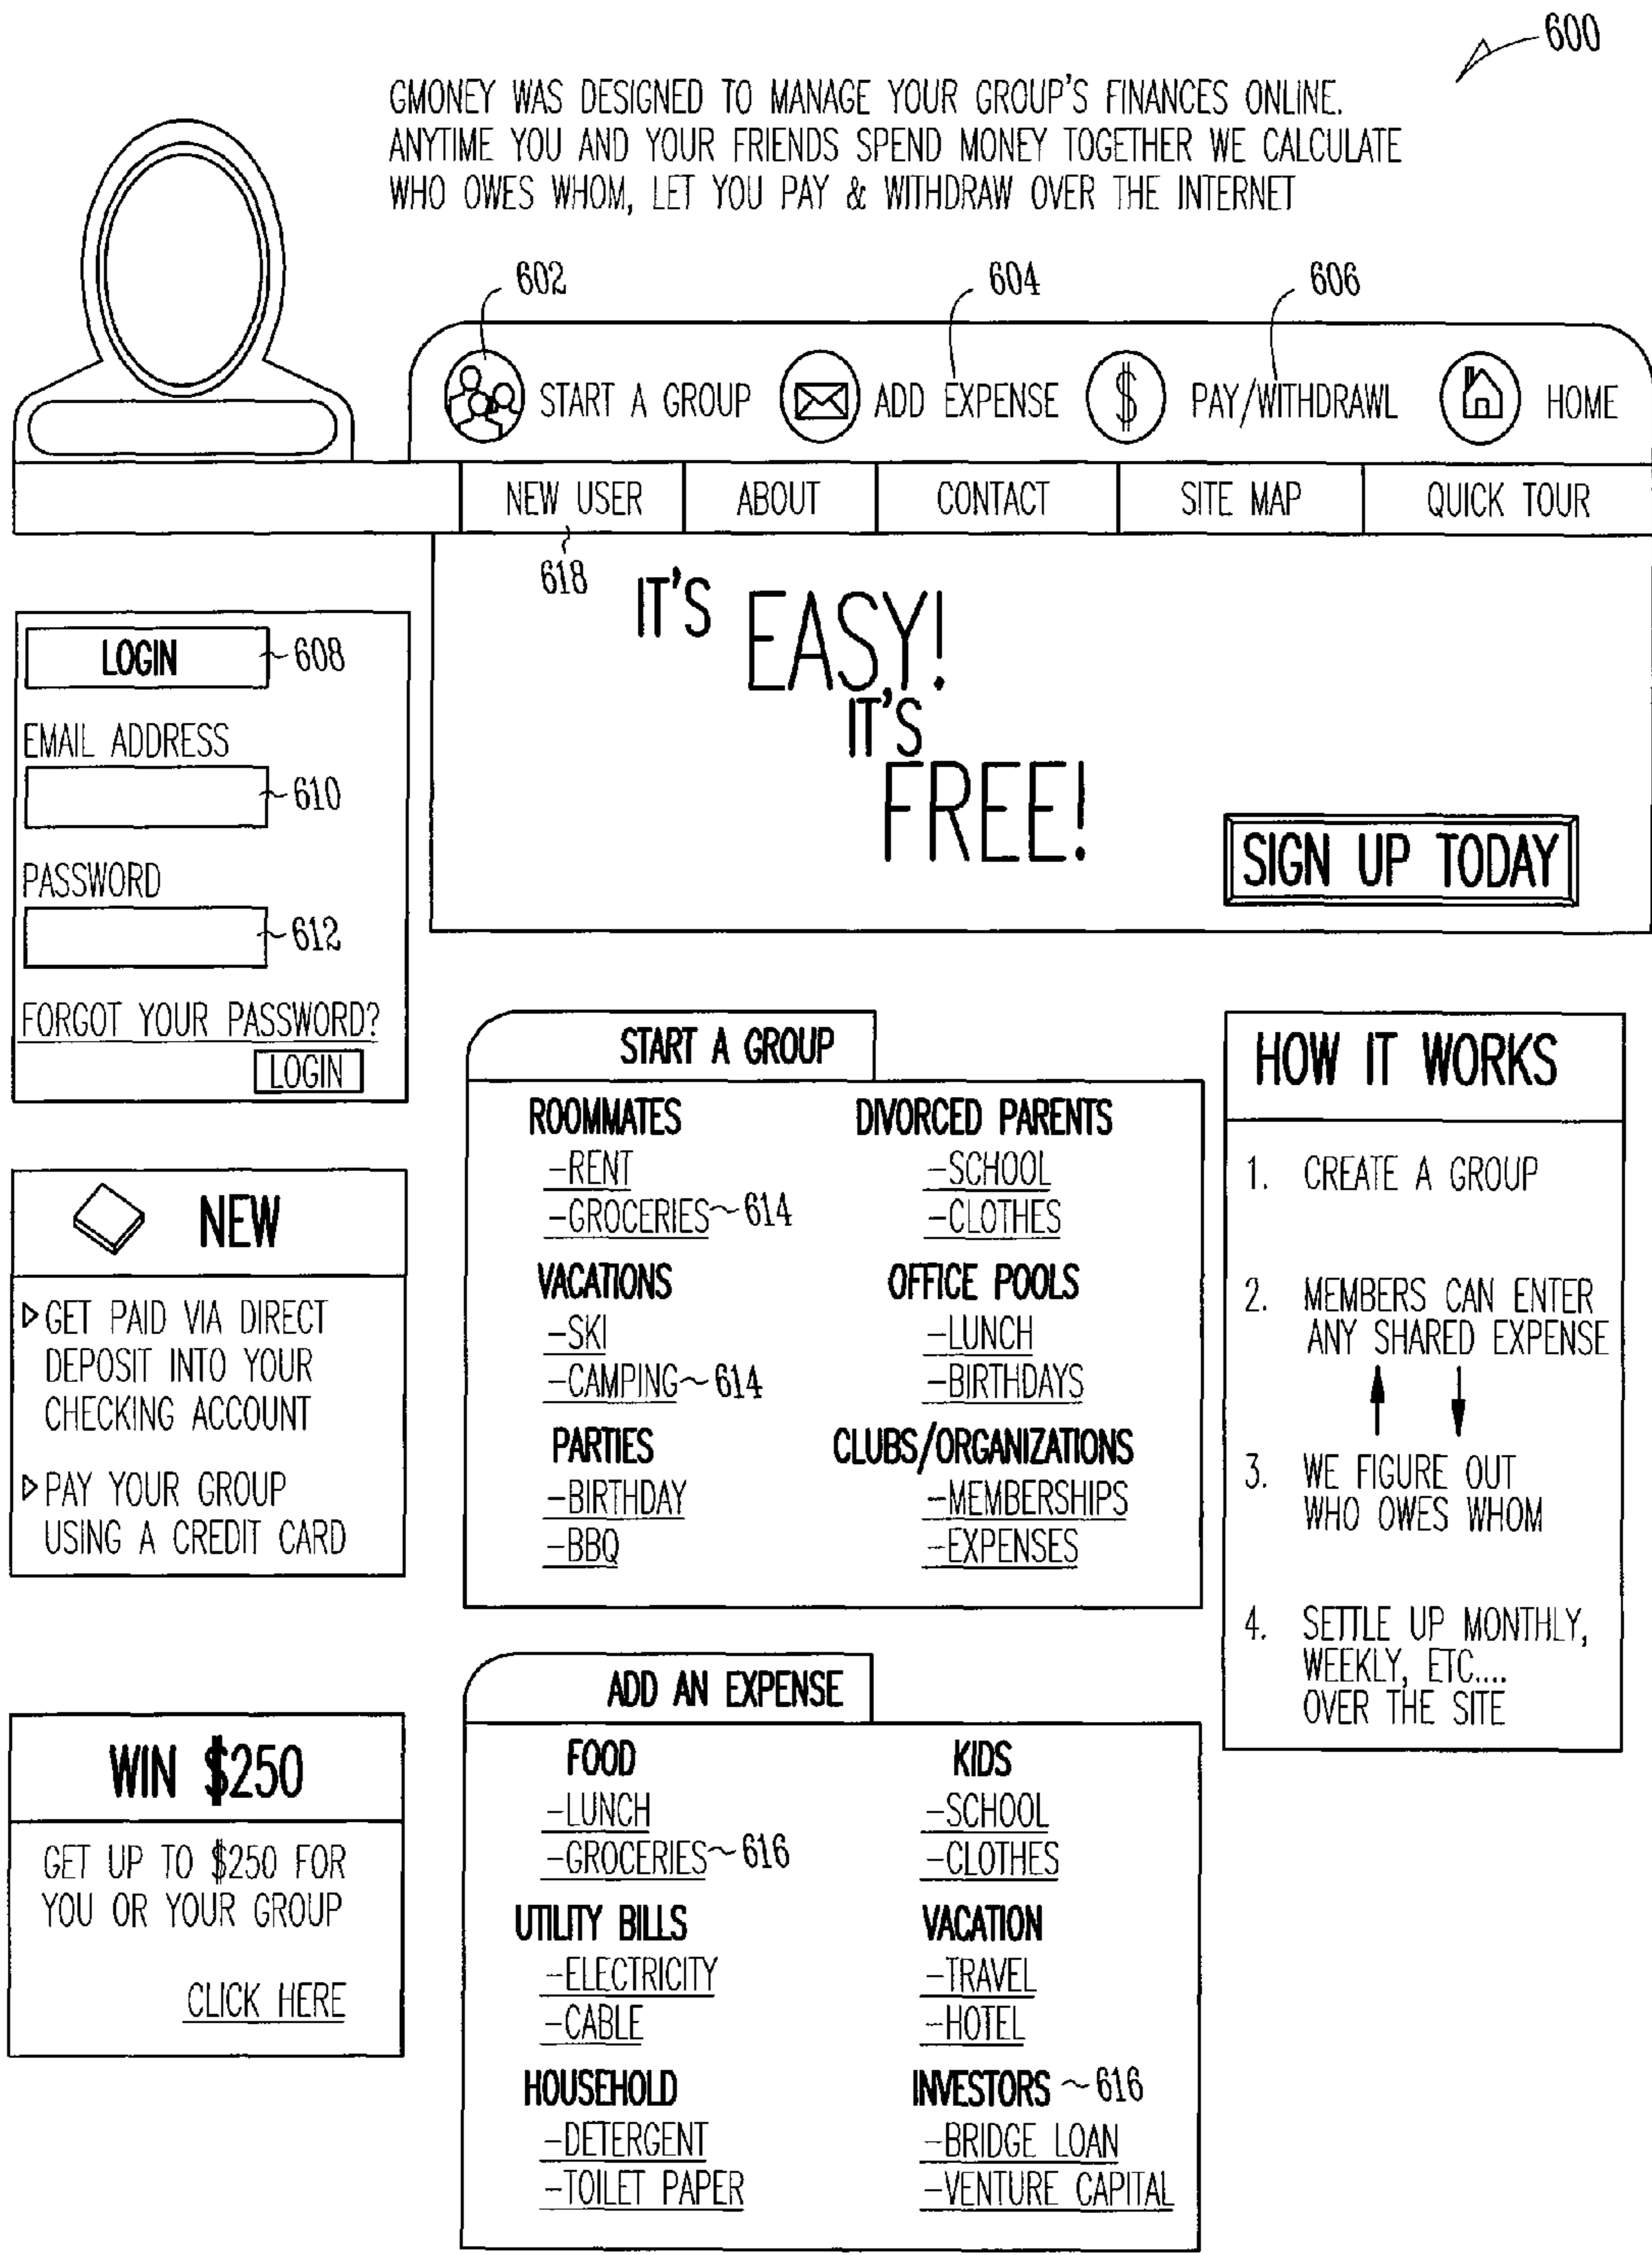 600
GMONEY WAS DESIGNED TO MANAGE YOUR GROUP'S FINANCES ONLINE.
ANYTIME YOU AND YOUR FRIENDS SPEND MONEY TOGETHER WE CALCULATE
WHO OWES WHOM, LET YOU PAY & WITHDRAW OVER THE INTERNET
602 604 606
START A GROUP ADD EXPENSE $ PAY/WITHDRAWL HOME
NEW USER ABOUT CONTACT SITE MAP QUICK TOUR
618
IT'S
EASY!
IT'S
FREE!
SIGN UP TODAY
LOGIN 608
EMAIL ADDRESS
610
PASSWORD
612
FORGOT YOUR PASSWORD?
LOGIN
NEW
GET PAID VIA DIRECT
DEPOSIT INTO YOUR
CHECKING ACCOUNT
PAY YOUR GROUP
USING A CREDIT CARD
WIN $250
GET UP TO $250 FOR
YOU OR YOUR GROUP
CLICK HERE
START A GROUP
ROOMMATES
-RENT
-GROCERIES~614
VACATIONS
-SKI
-CAMPING~614
PARTIES
-BIRTHDAY
-BBQ
DIVORCED PARENTS
-SCHOOL
-CLOTHES
OFFICE POOLS
-LUNCH
-BIRTHDAYS
CLUBS/ORGANIZATIONS
-MEMBERSHIPS
-EXPENSES
ADD AN EXPENSE
FOOD
-LUNCH
-GROCERIES~616
UTILITY BILLS
-ELECTRICITY
-CABLE
HOUSEHOLD
-DETERGENT
-TOILET PAPER
KIDS
-SCHOOL
-CLOTHES
VACATION
-TRAVEL
-HOTEL
INVESTORS ~616
-BRIDGE LOAN
-VENTURE CAPITAL
HOW IT WORKS
1. CREATE A GROUP
2. MEMBERS CAN ENTER
ANY SHARED EXPENSE
3. WE FIGURE OUT
WHO OWES WHOM
4. SETTLE UP MONTHLY,
WEEKLY, ETC....
OVER THE SITE